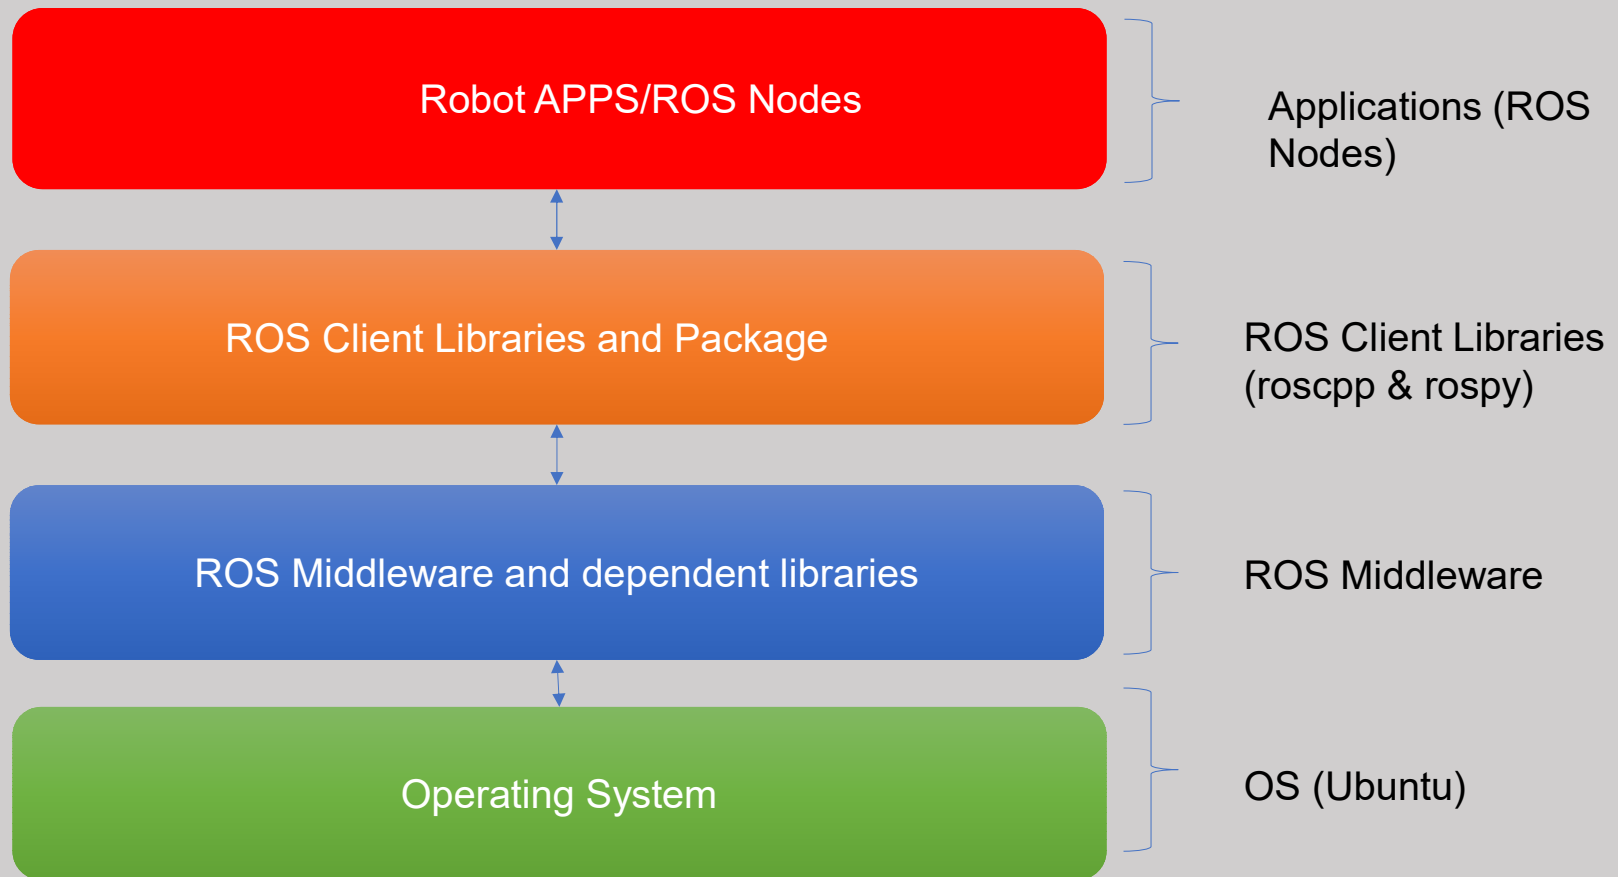 Robot APPS/ROS Nodes
Applications (ROS
Nodes)
ROS Client Libraries and Package
ROS Client Libraries
(roscpp & rospy)
ROS Middleware and dependent libraries
ROS Middleware
Operating System
OS (Ubuntu)